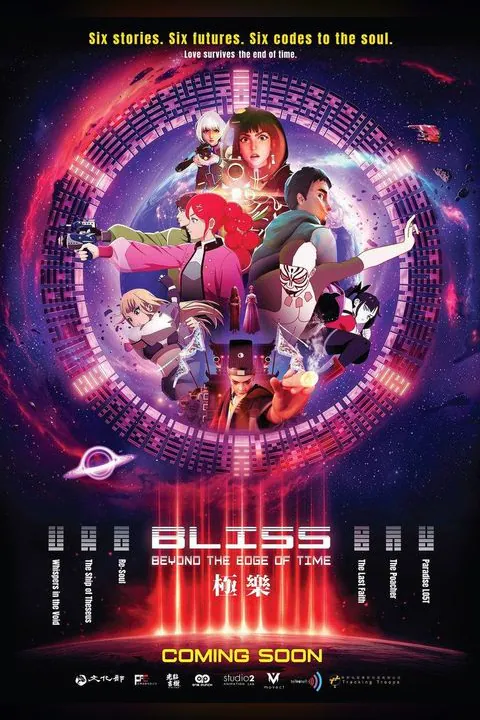 Six stories. Six futures. Six codes to the soul.
Love survives the end of time.
BLISS
BEYOND THE EDGE OF TIME
極樂
Whispers in the Void
The Ship of Theseus
Re-Soul
The Last Faith
The Poacher
Paradise LOST
COMING SOON
文化部
studio2
MOVECT
Tracking Troops